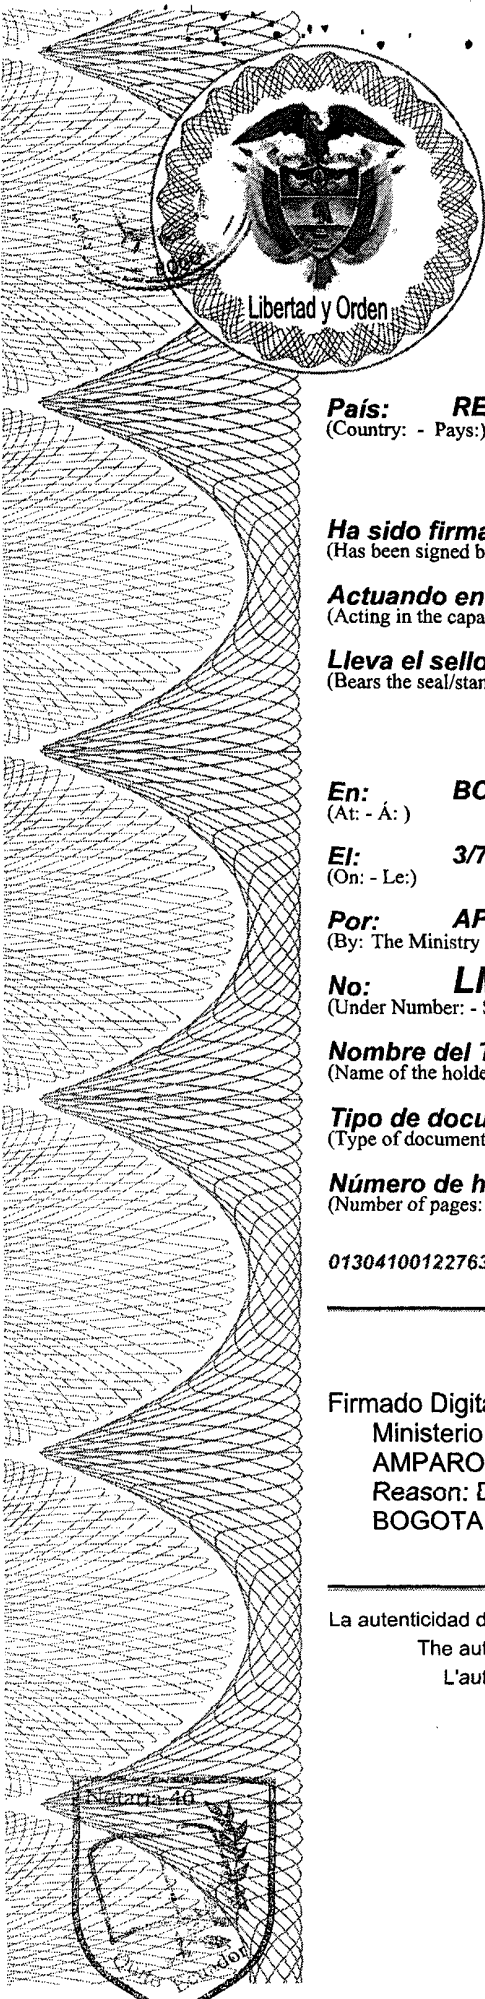 Libertad y Orden
País: RE
(Country: - Pays:)
Ha sido firma
(Has been signed b
Actuando en
(Acting in the capa
Lleva el sello
(Bears the seal/stan
En: BO
(At: - Á: )
El: 3/7
(On: - Le:)
Por: AP
(By: The Ministry
No: LI
(Under Number: - S
Nombre del T
(Name of the holde
Tipo de docu
(Type of document
Número de h
(Number of pages:
01304100122763
Firmado Digita
Ministerio
AMPARO
Reason: D
BOGOTA
La autenticidad d
The aut
L'aut
Notaria 40
Quito Ecuador